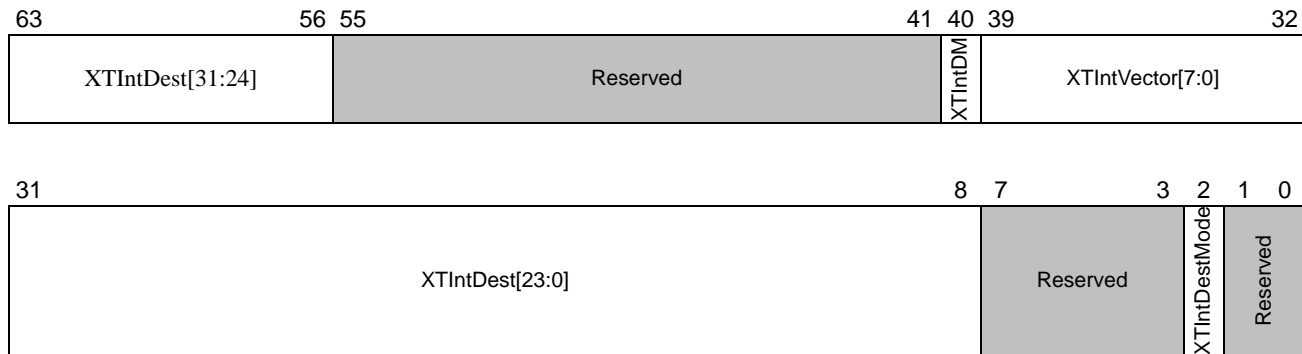 63 56 55 41 40 39 32
XTIntDest[31:24] Reserved XTIntDM XTIntVector[7:0]
31 8 7 3 2 1 0
XTIntDest[23:0] Reserved XTIntDestMode Reserved